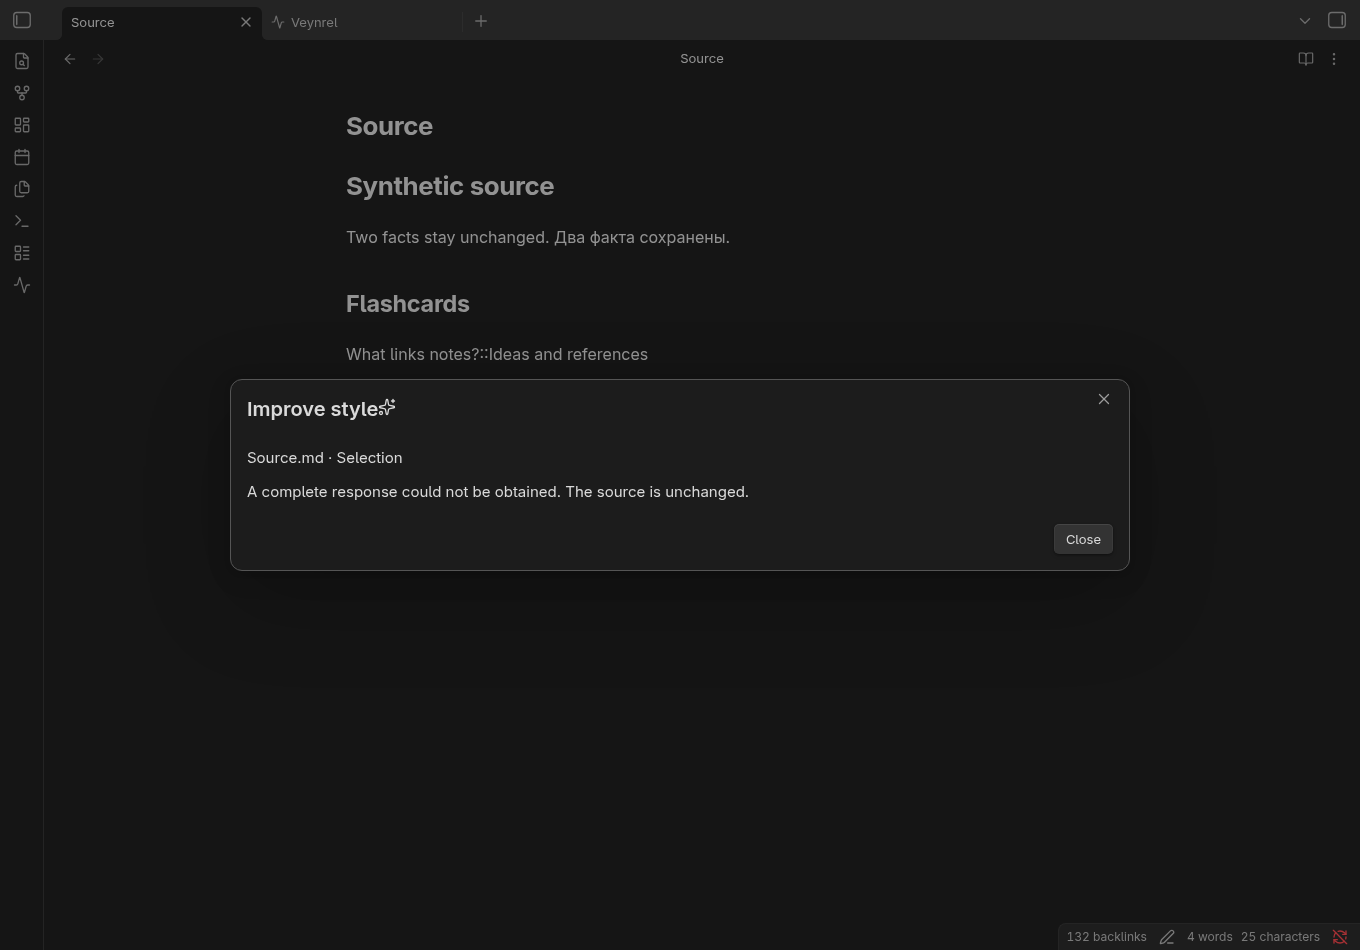 Source
Veynrel
Source
Source
Synthetic source
Two facts stay unchanged. Два факта сохранены.
Flashcards
What links notes?::Ideas and references
Improve style
Source.md · Selection
A complete response could not be obtained. The source is unchanged.
Close
132 backlinks 4 words 25 characters